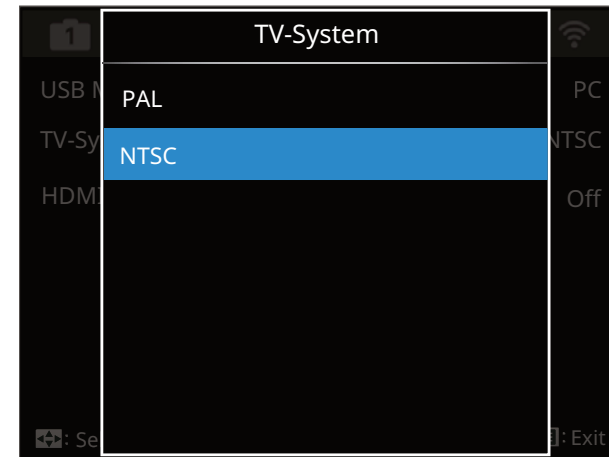 1
TV-System
USB M
PC
PAL
TV-Sy
NTSC
NTSC
HDMI
Off
: Se
: Exit